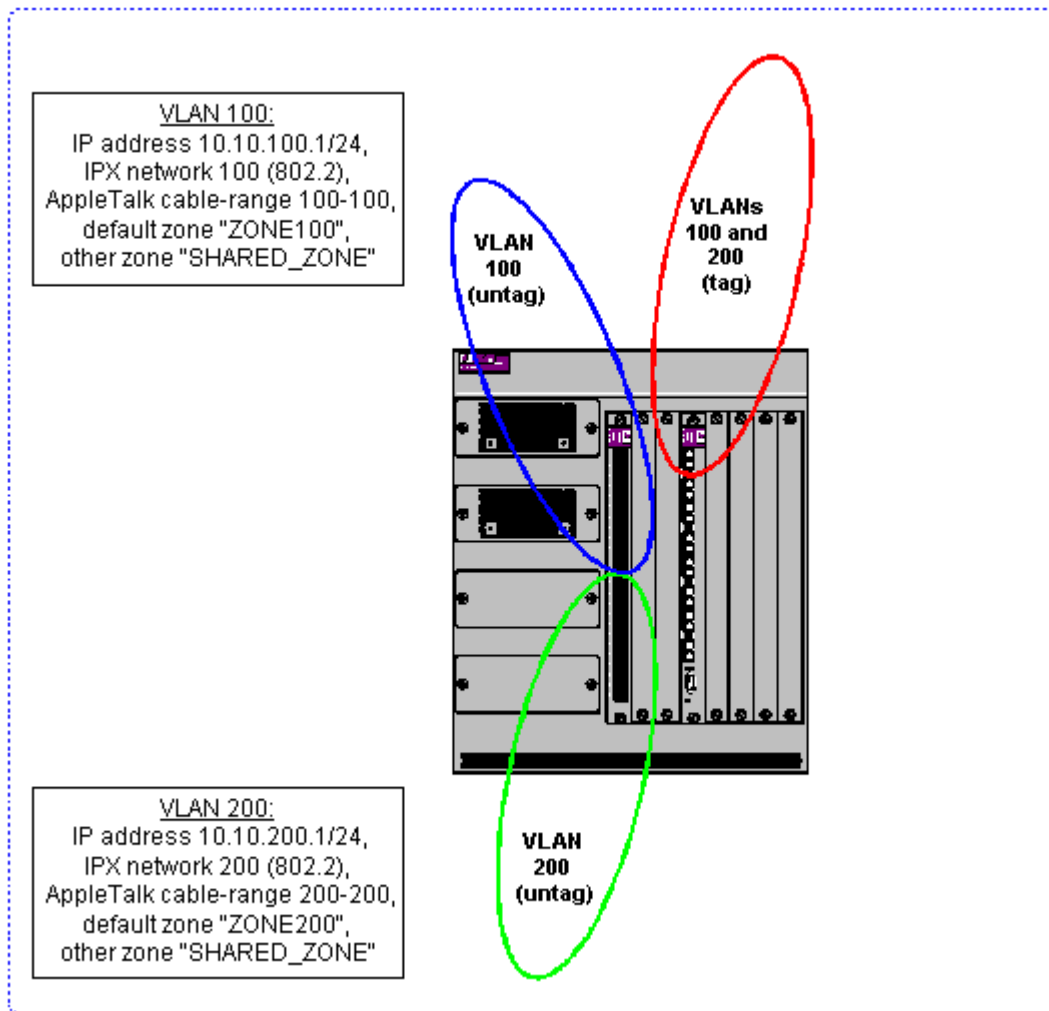 VLAN 100:
IP address 10.10.100.1/24,
IPX network 100 (802.2),
AppleTalk cable-range 100-100,
default zone "ZONE100",
other zone "SHARED_ZONE"
VLAN
100
(untag)
VLANs
100 and
200
(tag)
VLAN 200:
IP address 10.10.200.1/24,
IPX network 200 (802.2),
AppleTalk cable-range 200-200,
default zone "ZONE200",
other zone "SHARED_ZONE"
VLAN
200
(untag)